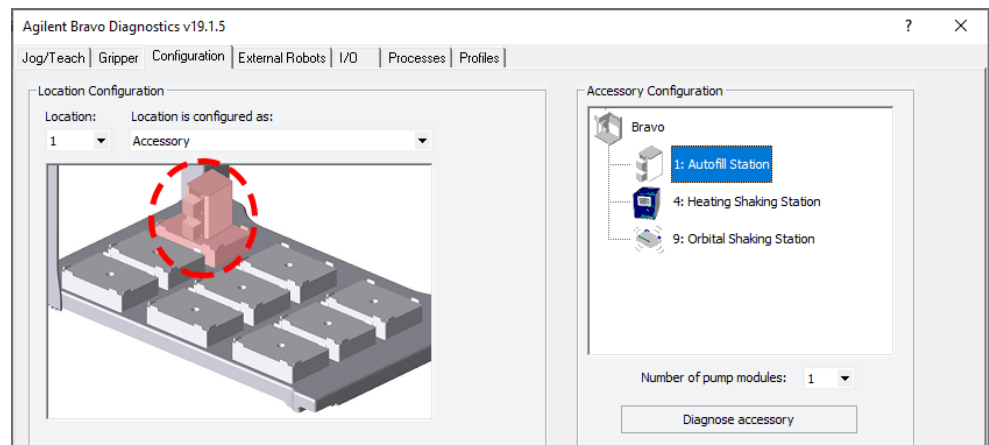 Agilent Bravo Diagnostics v19.1.5 ? ×
Jog/Teach Gripper Configuration External Robots I/O Processes Profiles
Location Configuration
Location: Location is configured as:
1 Accessory
Accessory Configuration
Bravo
1: Autofill Station
4: Heating Shaking Station
9: Orbital Shaking Station
Number of pump modules: 1
Diagnose accessory